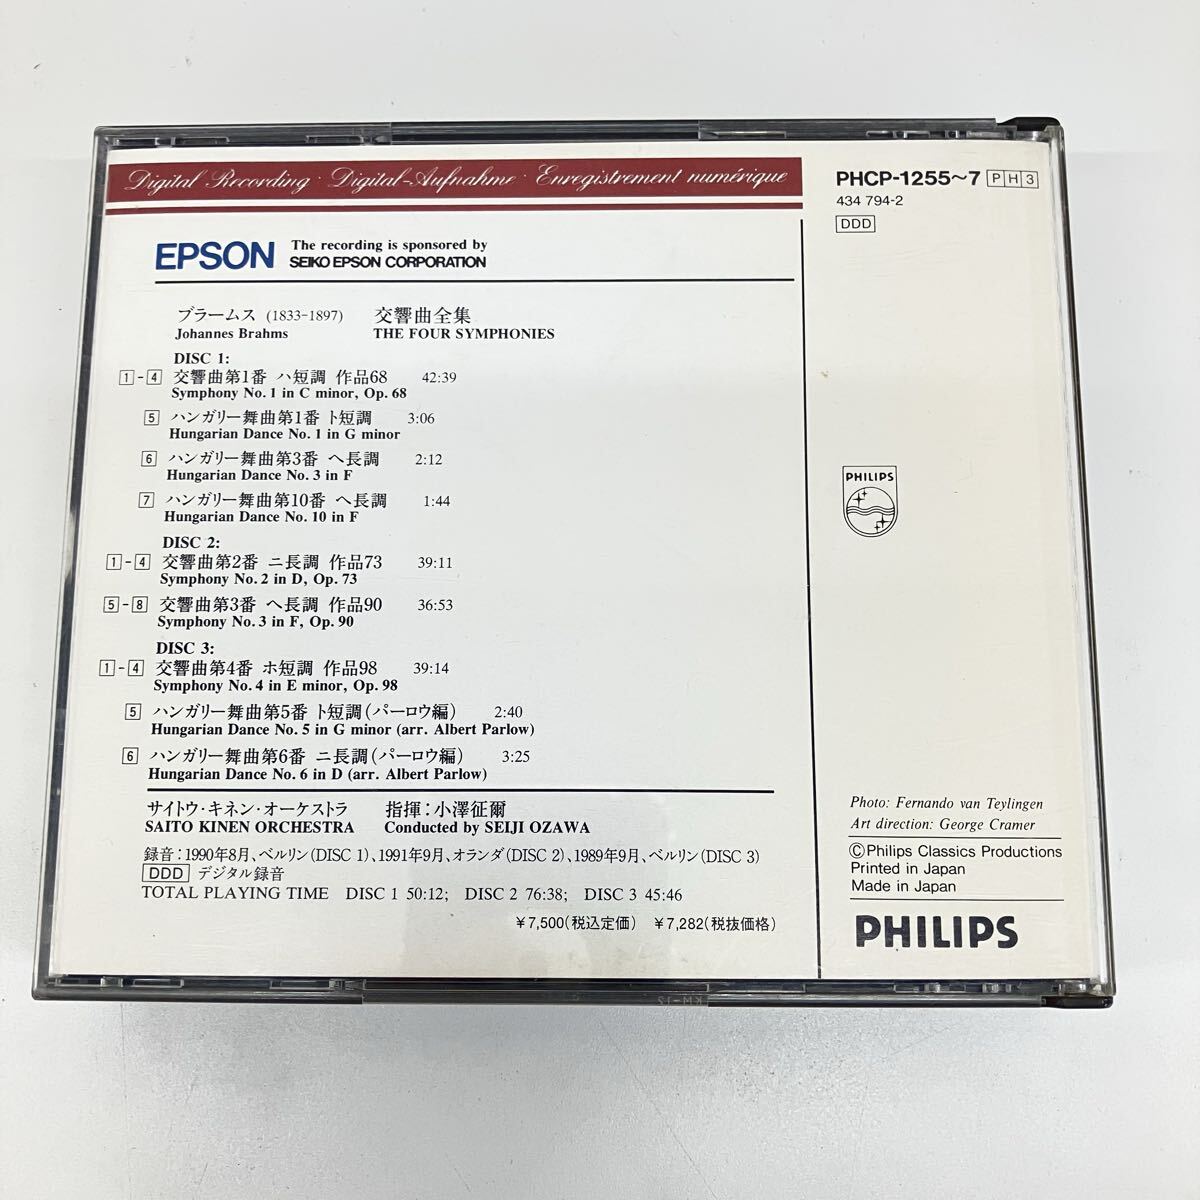 Digital Recording · Digital-Aufnahme · Enregistrement numérique
EPSON The recording is sponsored by
SEIKO EPSON CORPORATION
ブラームス (1833-1897) 交響曲全集
Johannes Brahms THE FOUR SYMPHONIES
DISC 1:
1-4 交響曲第1番 ハ短調 作品68 42:39
Symphony No. 1 in C minor, Op. 68
5 ハンガリー舞曲第1番 ト短調 3:06
Hungarian Dance No. 1 in G minor
6 ハンガリー舞曲第3番 ヘ長調 2:12
Hungarian Dance No. 3 in F
7 ハンガリー舞曲第10番 ヘ長調 1:44
Hungarian Dance No. 10 in F
DISC 2:
1-4 交響曲第2番 ニ長調 作品73 39:11
Symphony No. 2 in D, Op. 73
5-8 交響曲第3番 ヘ長調 作品90 36:53
Symphony No. 3 in F, Op. 90
DISC 3:
1-4 交響曲第4番 ホ短調 作品98 39:14
Symphony No. 4 in E minor, Op. 98
5 ハンガリー舞曲第5番 ト短調(パーロウ編) 2:40
Hungarian Dance No. 5 in G minor (arr. Albert Parlow)
6 ハンガリー舞曲第6番 ニ長調(パーロウ編) 3:25
Hungarian Dance No. 6 in D (arr. Albert Parlow)
サイトウ・キネン・オーケストラ 指揮:小澤征爾
SAITO KINEN ORCHESTRA Conducted by SEIJI OZAWA
録音:1990年8月、ベルリン(DISC 1)、1991年9月、オランダ(DISC 2)、1989年9月、ベルリン(DISC 3)
DDD デジタル録音
TOTAL PLAYING TIME DISC 1 50:12; DISC 2 76:38; DISC 3 45:46
¥7,500(税込定価) ¥7,282(税抜価格)
PHCP-1255~7 PH3
434 794-2
DDD
PHILIPS
Photo: Fernando van Teylingen
Art direction: George Cramer
ⒸPhilips Classics Productions
Printed in Japan
Made in Japan
PHILIPS